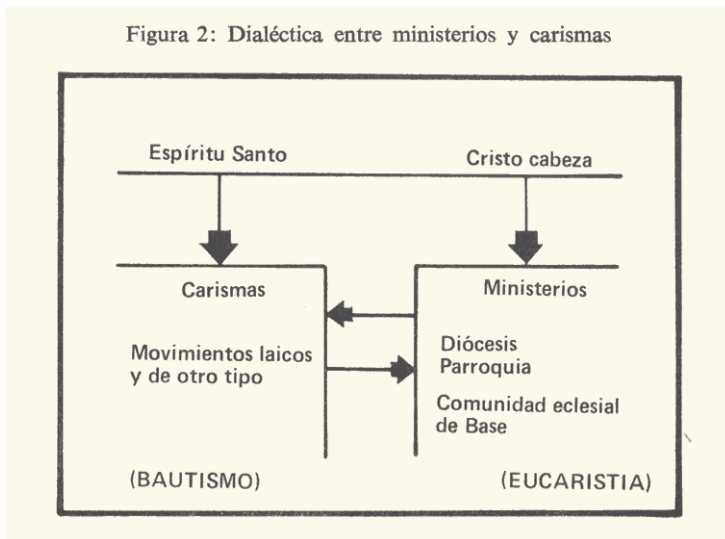 Figura 2: Dialéctica entre ministerios y carismas
Espíritu Santo
Cristo cabeza
Carismas
Ministerios
Movimientos laicos
y de otro tipo
Diócesis
Parroquia
Comunidad eclesial
de Base
(BAUTISMO)
(EUCARISTIA)